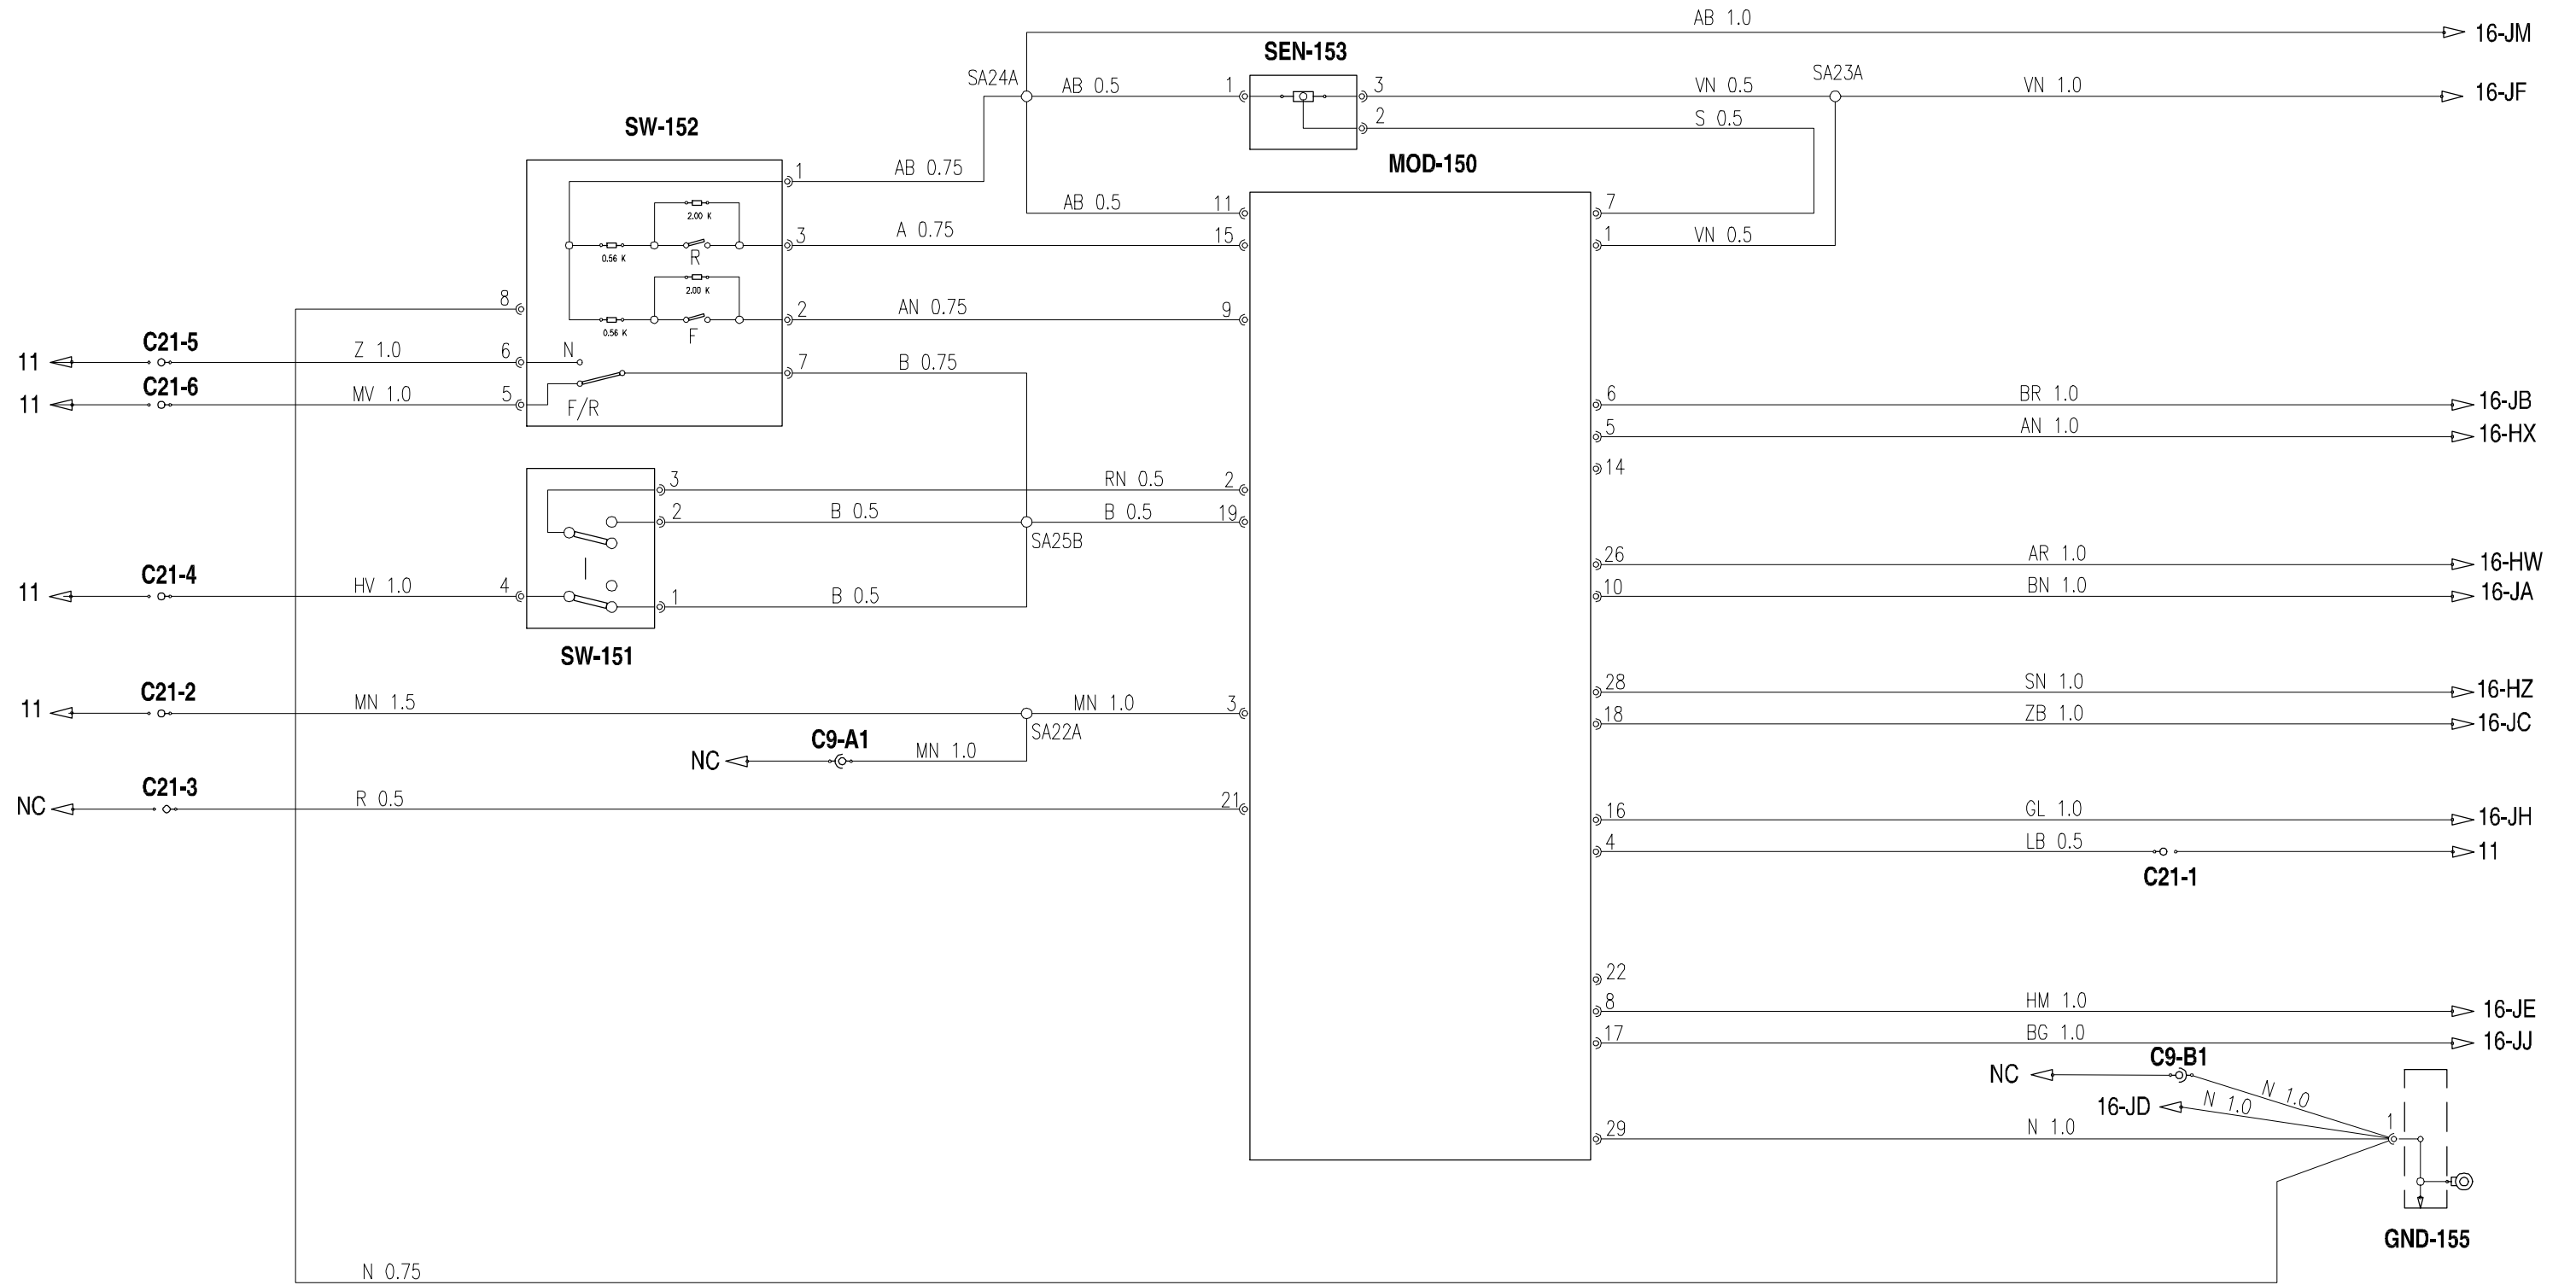 AB 1.0
16-JM
SEN-153
SA24A
AB 0.5
1
3
VN 0.5
SA23A
VN 1.0
16-JF
2
S 0.5
SW-152
MOD-150
1
AB 0.75
AB 0.5
11
7
2.00 K
3
A 0.75
15
1
VN 0.5
0.56 K
R
2.00 K
8
2
AN 0.75
9
0.56 K
F
11
C21-5
Z 1.0
6
N
7
B 0.75
11
C21-6
MV 1.0
5
F/R
6
BR 1.0
16-JB
5
AN 1.0
16-HX
14
3
RN 0.5
2
2
B 0.5
B 0.5
19
SA25B
26
AR 1.0
16-HW
11
C21-4
HV 1.0
4
1
B 0.5
10
BN 1.0
16-JA
SW-151
28
SN 1.0
16-HZ
11
C21-2
MN 1.5
MN 1.0
3
18
ZB 1.0
16-JC
SA22A
NC
C9-A1
MN 1.0
NC
C21-3
R 0.5
21
16
GL 1.0
16-JH
4
LB 0.5
11
C21-1
22
8
HM 1.0
16-JE
17
BG 1.0
16-JJ
C9-B1
NC
N 1.0
16-JD
N 1.0
29
N 1.0
1
GND-155
N 0.75